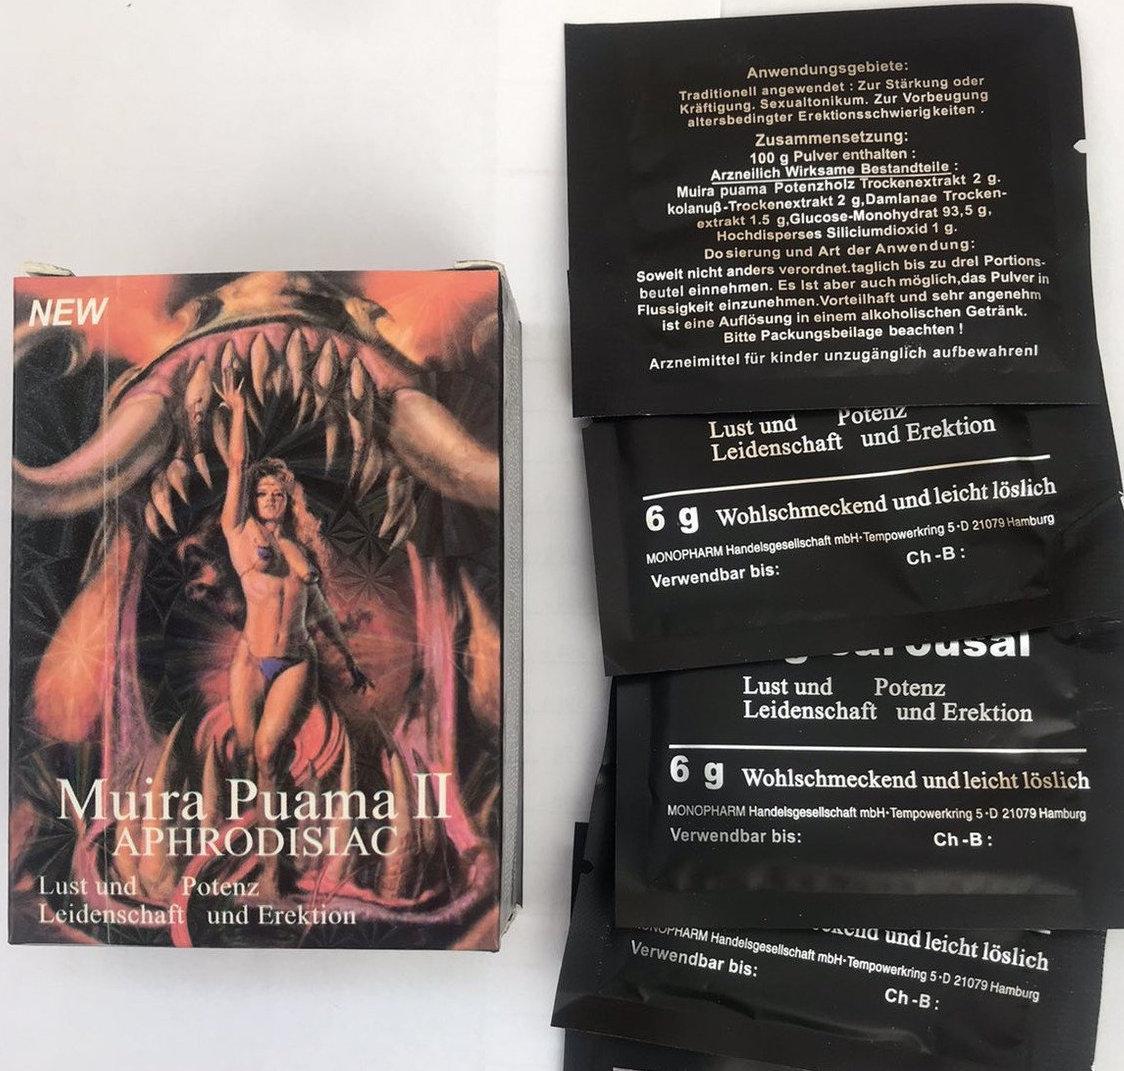 NEW
Muira Puama II
APHRODISIAC
Lust und Potenz
Leidenschaft und Erektion
Anwendungsgebiete:
Traditionell angewendet : Zur Stärkung oder
Kräftigung. Sexualtonikum. Zur Vorbeugung
altersbedingter Erektionsschwierigkeiten .
Zusammensetzung:
100 g Pulver enthalten :
Arzneilich Wirksame Bestandteile :
Muira puama Potenzholz Trockenextrakt 2 g.
kolanuβ-Trockenextrakt 2 g,Damlanae Trocken-
extrakt 1.5 g,Glucose-Monohydrat 93,5 g,
Hochdisperses Siliciumdioxid 1 g.
Dosierung und Art der Anwendung:
Soweit nicht anders verordnet.taglich bis zu drel Portions-
beutel einnehmen. Es Ist aber auch möglich,das Pulver in
Flussigkeit einzunehmen.Vorteilhaft und sehr angenehm
ist eine Auflösung in einem alkoholischen Getränk.
Bitte Packungsbeilage beachten !
Arzneimittel für kinder unzugänglich aufbewahrenl
Lust und Potenz
Leidenschaft und Erektion
6 g Wohlschmeckend und leicht löslich
MONOPHARM Handelsgesellschaft mbH·Tempowerkring 5·D 21079 Hamburg
Verwendbar bis: Ch-B :
Lust und Potenz
Leidenschaft und Erektion
6 g Wohlschmeckend und leicht löslich
MONOPHARM Handelsgesellschaft mbH·Tempowerkring 5·D 21079 Hamburg
Verwendbar bis: Ch-B :
und leicht löslich
MONOPHARM Handelsgesellschaft mbH·Tempowerkring 5·D 21079 Hamburg
Verwendbar bis:
Ch-B :